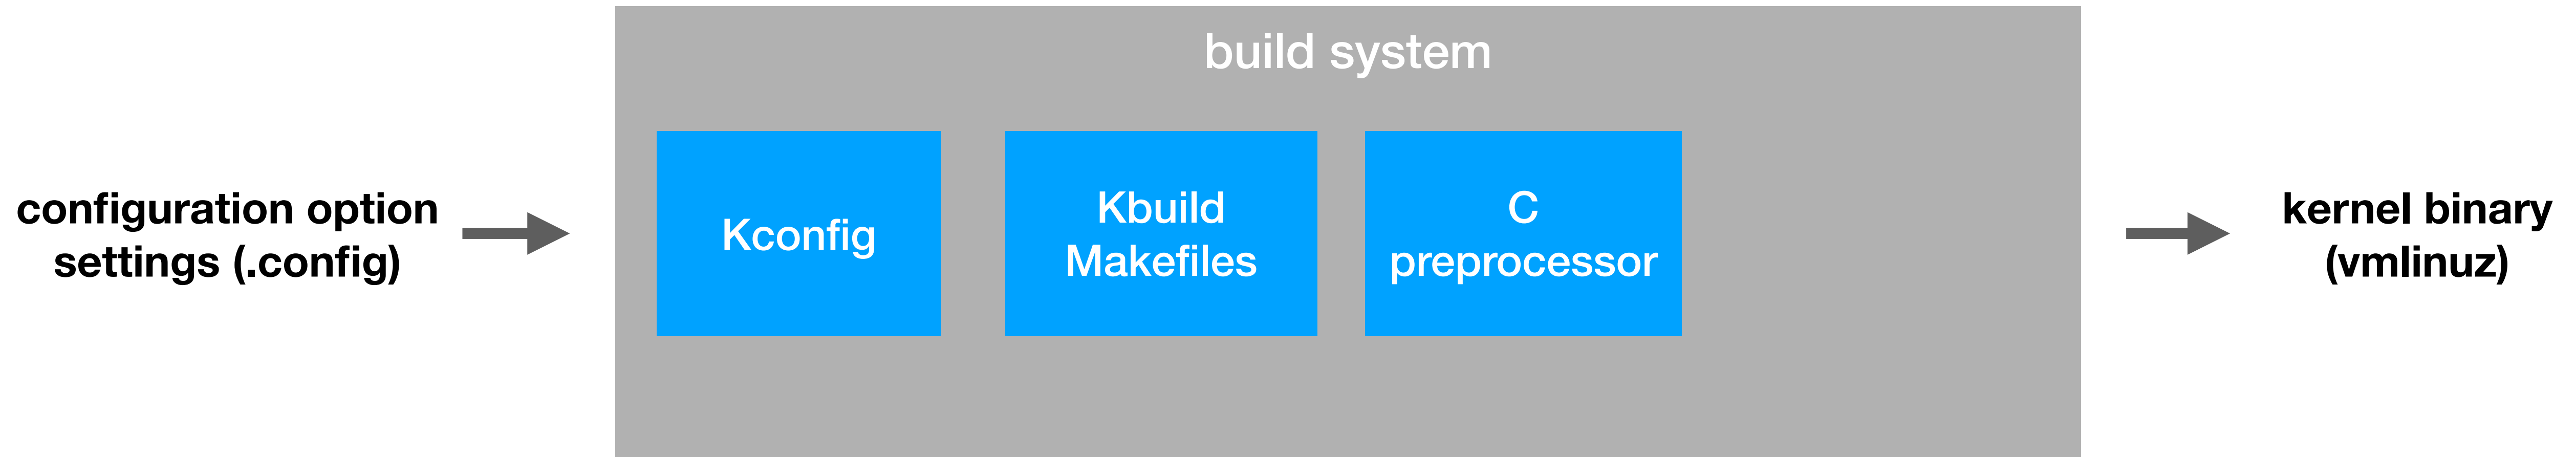 build system
configuration option
settings (.config)
Kconfig
Kbuild
Makefiles
C
preprocessor
kernel binary
(vmlinuz)